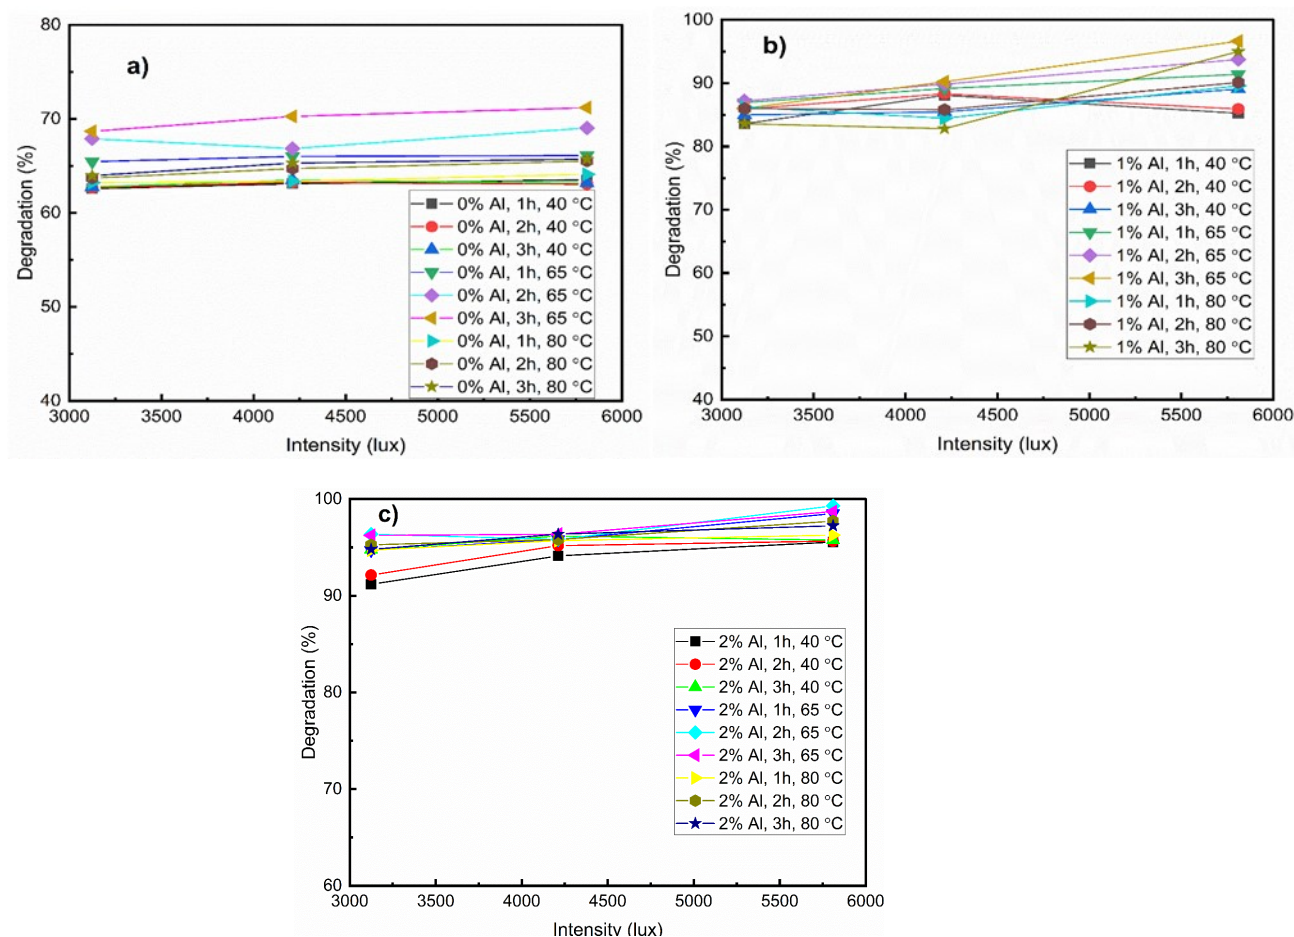 a)
80
70
60
50
40
Degradation (%)
3000 3500 4000 4500 5000 5500 6000
Intensity (lux)
0% Al, 1h, 40 °C
0% Al, 2h, 40 °C
0% Al, 3h, 40 °C
0% Al, 1h, 65 °C
0% Al, 2h, 65 °C
0% Al, 3h, 65 °C
0% Al, 1h, 80 °C
0% Al, 2h, 80 °C
0% Al, 3h, 80 °C
b)
100
90
80
70
60
50
40
Degradation (%)
3000 3500 4000 4500 5000 5500 6000
Intensity (lux)
1% Al, 1h, 40 °C
1% Al, 2h, 40 °C
1% Al, 3h, 40 °C
1% Al, 1h, 65 °C
1% Al, 2h, 65 °C
1% Al, 3h, 65 °C
1% Al, 1h, 80 °C
1% Al, 2h, 80 °C
1% Al, 3h, 80 °C
c)
100
90
80
70
60
Degradation (%)
3000 3500 4000 4500 5000 5500 6000
Intensity (lux)
2% Al, 1h, 40 °C
2% Al, 2h, 40 °C
2% Al, 3h, 40 °C
2% Al, 1h, 65 °C
2% Al, 2h, 65 °C
2% Al, 3h, 65 °C
2% Al, 1h, 80 °C
2% Al, 2h, 80 °C
2% Al, 3h, 80 °C